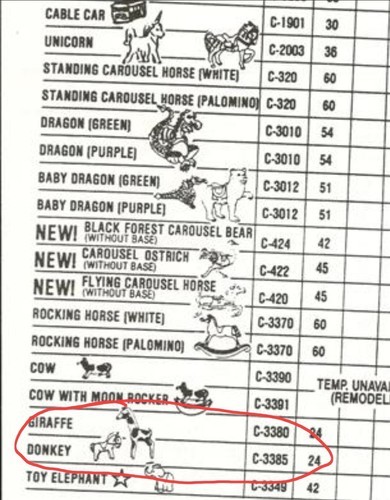 CABLE CAR C-1901 30
UNICORN C-2003 36
STANDING CAROUSEL HORSE (WHITE) C-320 60
STANDING CAROUSEL HORSE (PALOMINO) C-320 60
DRAGON (GREEN) C-3010 54
DRAGON (PURPLE) C-3010 54
BABY DRAGON (GREEN) C-3012 51
BABY DRAGON (PURPLE) C-3012 51
NEW! BLACK FOREST CAROUSEL BEAR C-424 42
(WITHOUT BASE)
NEW! CAROUSEL OSTRICH C-422 45
(WITHOUT BASE)
NEW! FLYING CAROUSEL HORSE C-420 45
(WITHOUT BASE)
ROCKING HORSE (WHITE) C-3370 60
ROCKING HORSE (PALOMINO) C-3370 60
COW C-3390 TEMP. UNAVA
COW WITH MOON ROCKER C-3391 (REMODEL
GIRAFFE C-3380 24
DONKEY C-3385 24
TOY ELEPHANT C-3349 42